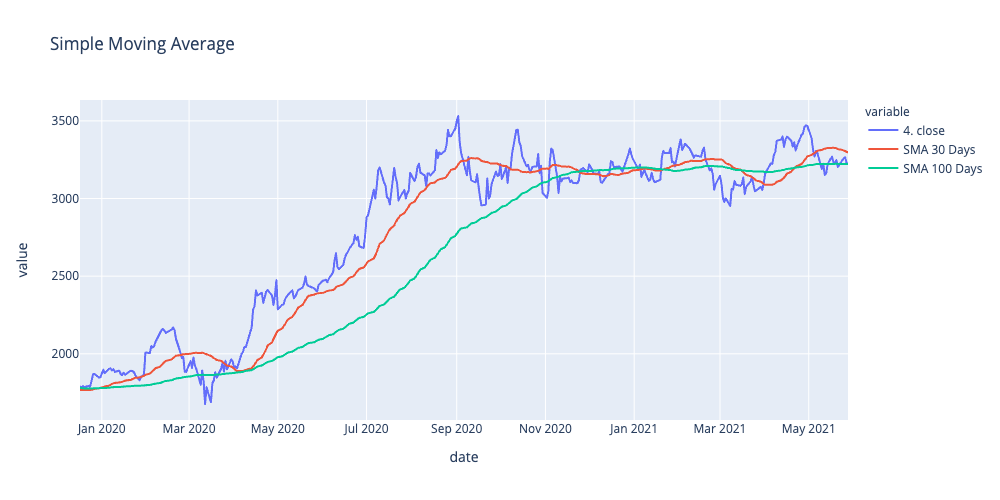 Simple Moving Average
variable
4. close
SMA 30 Days
SMA 100 Days
3500
3000
2500
2000
value
Jan 2020
Mar 2020
May 2020
Jul 2020
Sep 2020
Nov 2020
Jan 2021
Mar 2021
May 2021
date